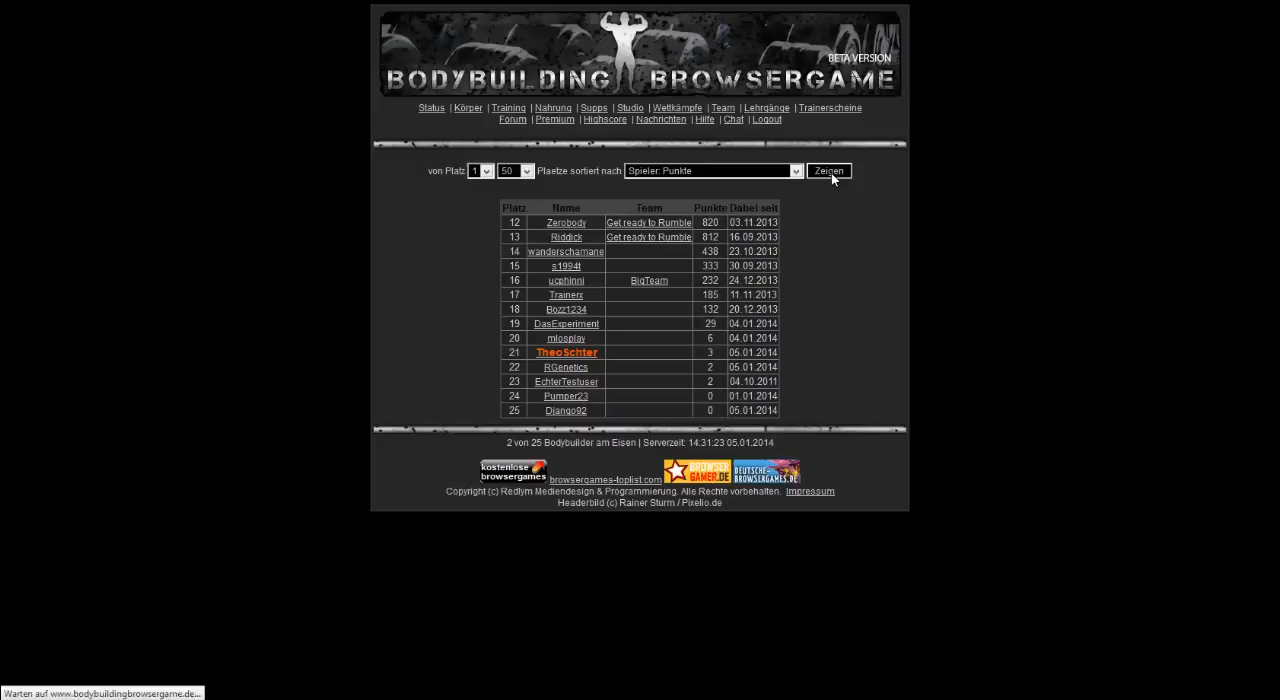 BETA VERSION
BODYBUILDING BROWSERGAME
Status | Körper | Training | Nahrung | Supps | Studio | Wettkämpfe | Team | Lehrgänge | Trainerscheine
Forum | Premium | Highscore | Nachrichten | Hilfe | Chat | Logout
von Platz 1 50 Plaetze sortiert nach Spieler: Punkte Zeigen
Platz Name Team Punkte Dabei seit
12 Zerobody Get ready to Rumble 820 03.11.2013
13 Riddick Get ready to Rumble 812 16.09.2013
14 wanderschamane 438 23.10.2013
15 s1994t 333 30.09.2013
16 ucphinni BigTeam 232 24.12.2013
17 Trainerx 185 11.11.2013
18 Bozz1234 132 20.12.2013
19 DasExperiment 29 04.01.2014
20 mlosplay 6 04.01.2014
21 TheoSchter 3 05.01.2014
22 RGenetics 2 05.01.2014
23 EchterTestuser 2 04.10.2011
24 Pumper23 0 01.01.2014
25 Django92 0 05.01.2014
2 von 25 Bodybuilder am Eisen | Serverzeit: 14:31:23 05.01.2014
kostenlose browsergames browsergames-toplist.com BROWSER GAMER.DE DEUTSCHE-BROWSERGAMES.DE
Copyright (c) Redlym Mediendesign & Programmierung. Alle Rechte vorbehalten. Impressum
Headerbild (c) Rainer Sturm / Pixelio.de
Warten auf www.bodybuildingbrowsergame.de...